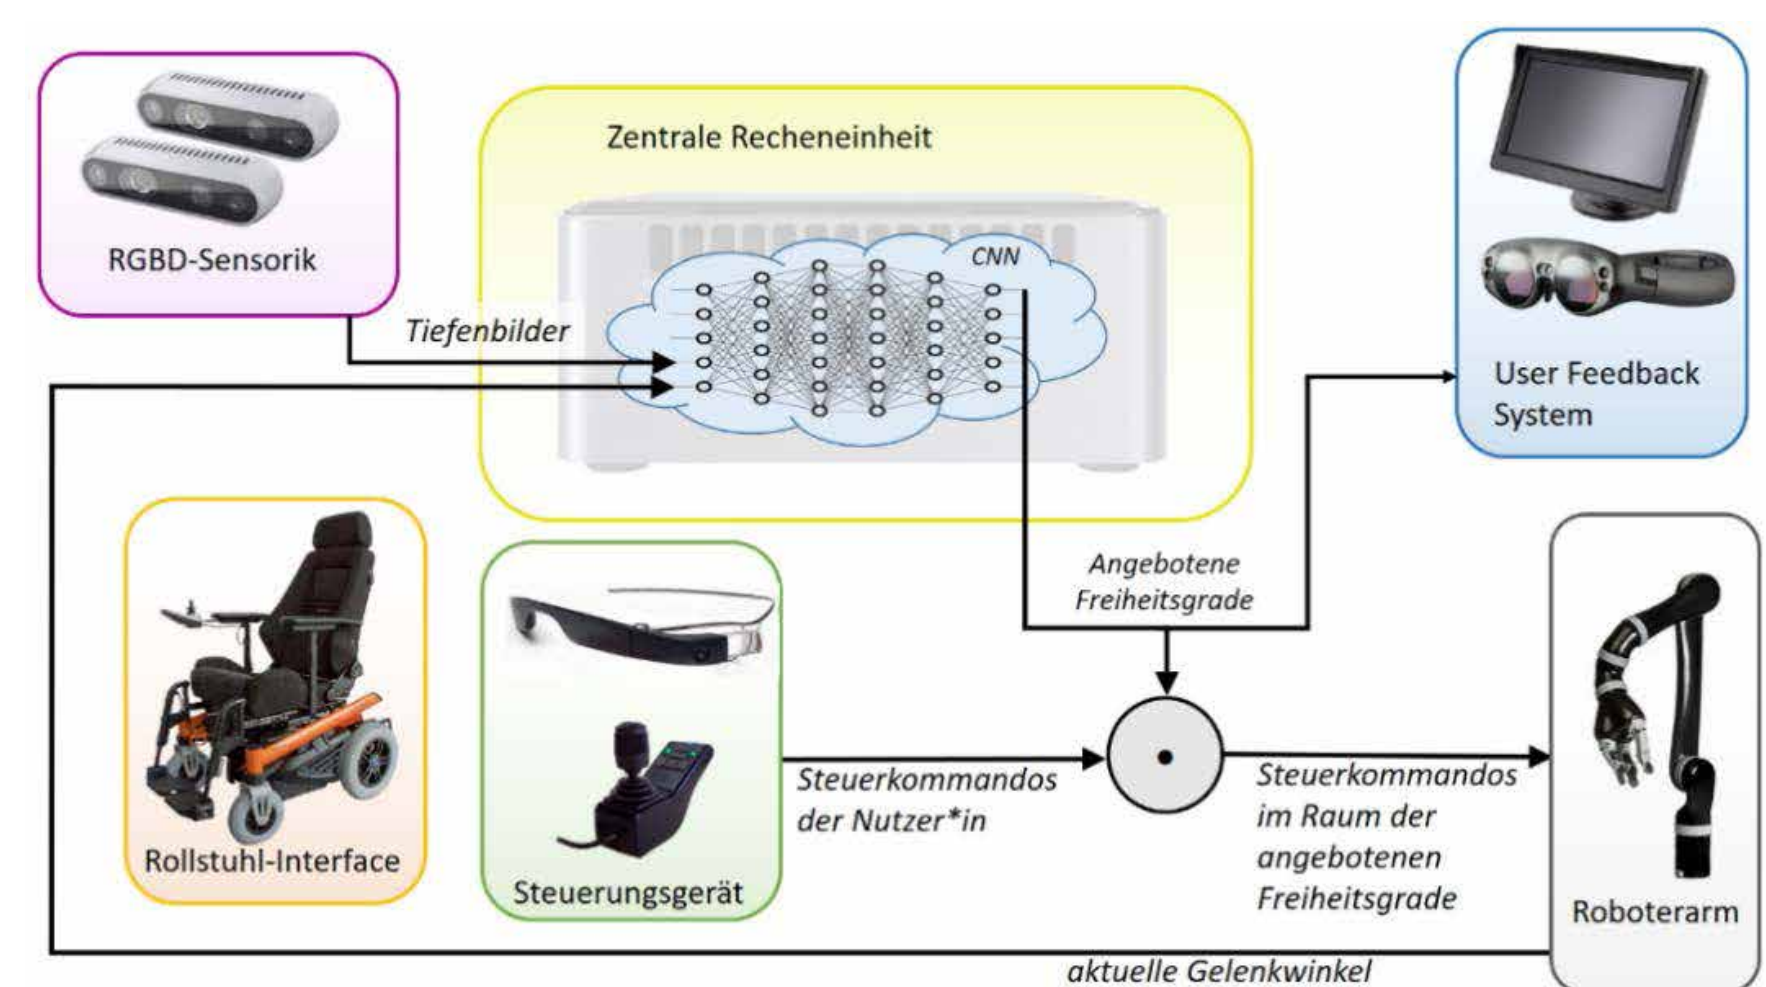 Zentrale Recheneinheit
RGBD-Sensorik
CNN
Tiefenbilder
User Feedback
System
Angebotene
Freiheitsgrade
Steuerkommandos
der Nutzer*in
Steuerkommandos
im Raum der
angebotenen
Freiheitsgrade
Rollstuhl-Interface
Steuerungsgerät
Roboterarm
aktuelle Gelenkwinkel